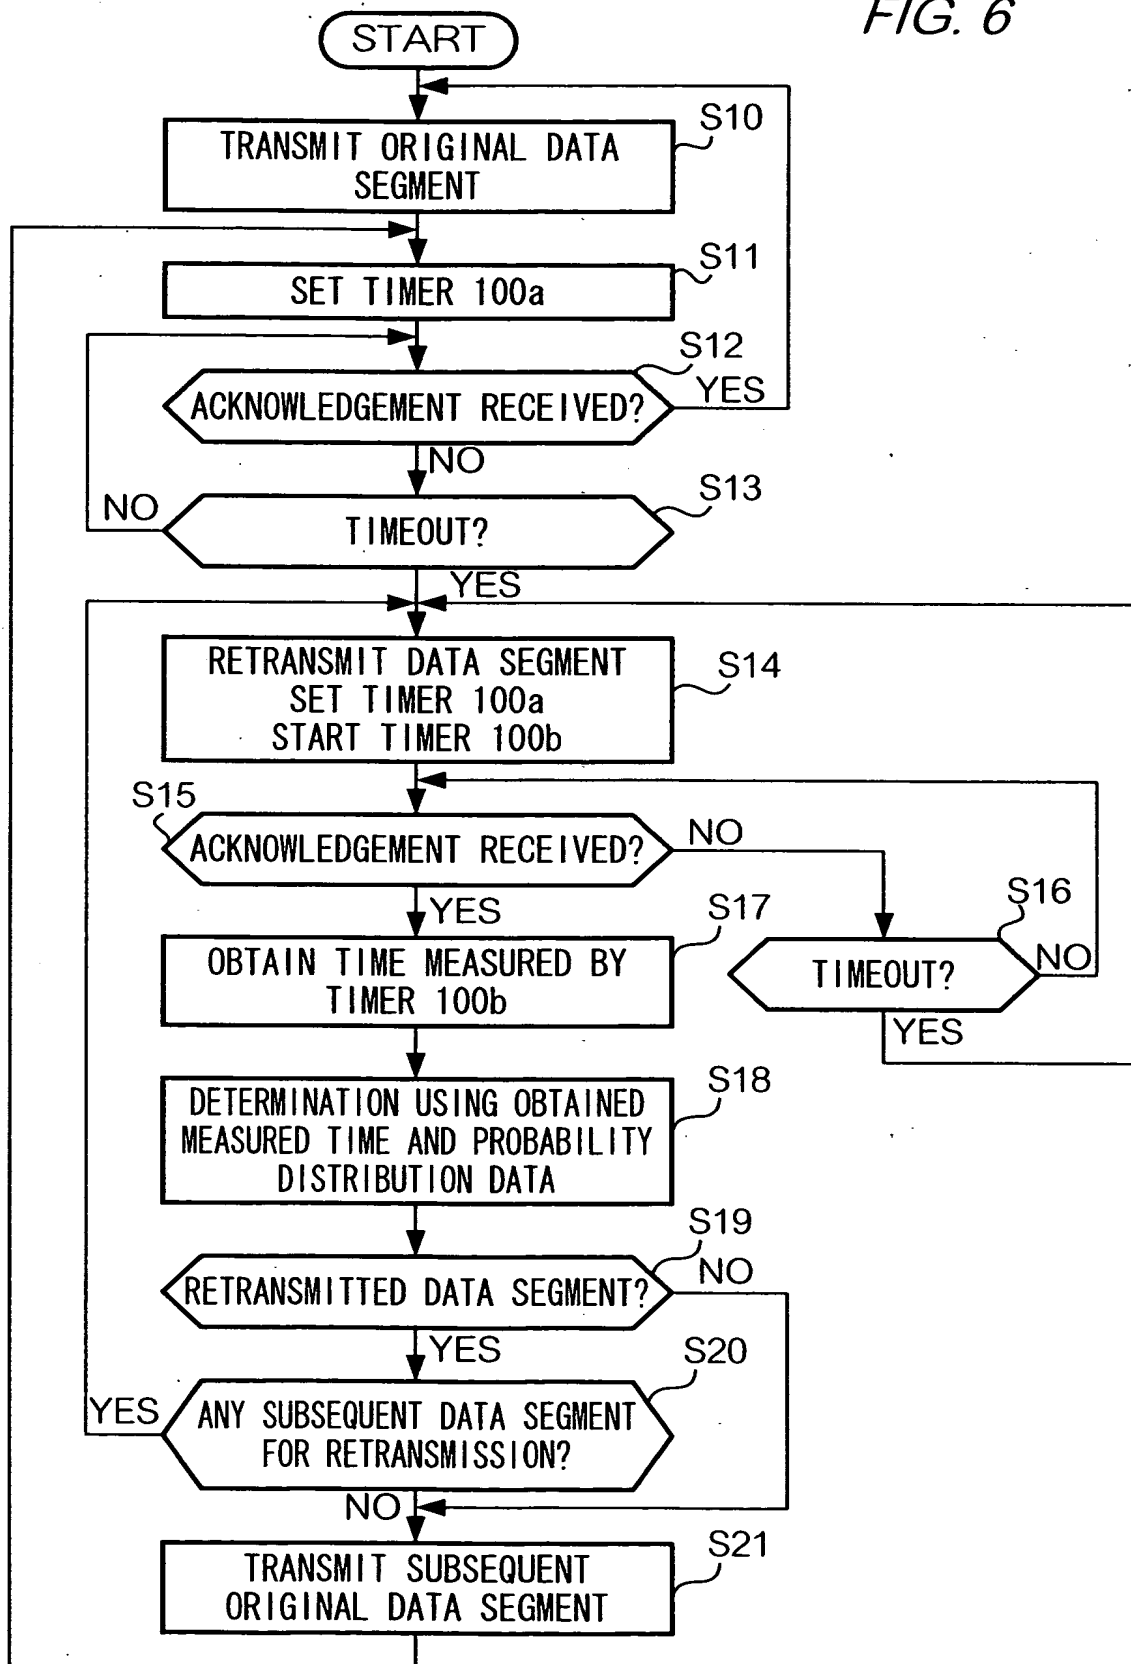 FIG. 6
START
S10
TRANSMIT ORIGINAL DATA
SEGMENT
S11
SET TIMER 100a
S12
ACKNOWLEDGEMENT RECEIVED?
YES
NO
S13
NO
TIMEOUT?
YES
RETRANSMIT DATA SEGMENT
SET TIMER 100a
START TIMER 100b
S14
S15
ACKNOWLEDGEMENT RECEIVED?
NO
YES
S16
TIMEOUT?
NO
YES
S17
OBTAIN TIME MEASURED BY
TIMER 100b
S18
DETERMINATION USING OBTAINED
MEASURED TIME AND PROBABILITY
DISTRIBUTION DATA
S19
RETRANSMITTED DATA SEGMENT?
NO
YES
S20
YES
ANY SUBSEQUENT DATA SEGMENT
FOR RETRANSMISSION?
NO
S21
TRANSMIT SUBSEQUENT
ORIGINAL DATA SEGMENT